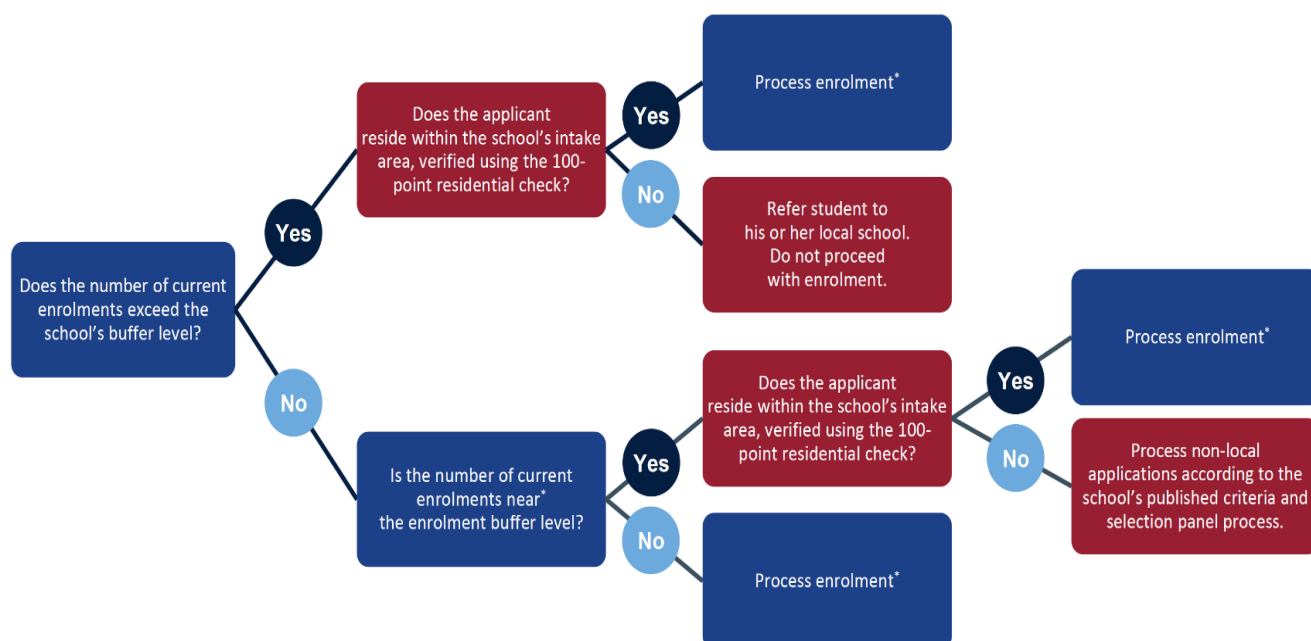 Does the number of current
enrolments exceed the
school's buffer level?
Yes
Does the applicant
reside within the school's intake
area, verified using the 100-
point residential check?
Yes
Process enrolment*
No
Refer student to
his or her local school.
Do not proceed
with enrolment.
No
Is the number of current
enrolments near*
the enrolment buffer level?
Yes
Does the applicant
reside within the school's intake
area, verified using the 100-
point residential check?
Yes
Process enrolment*
No
Process non-local
applications according to the
school's published criteria and
selection panel process.
No
Process enrolment*